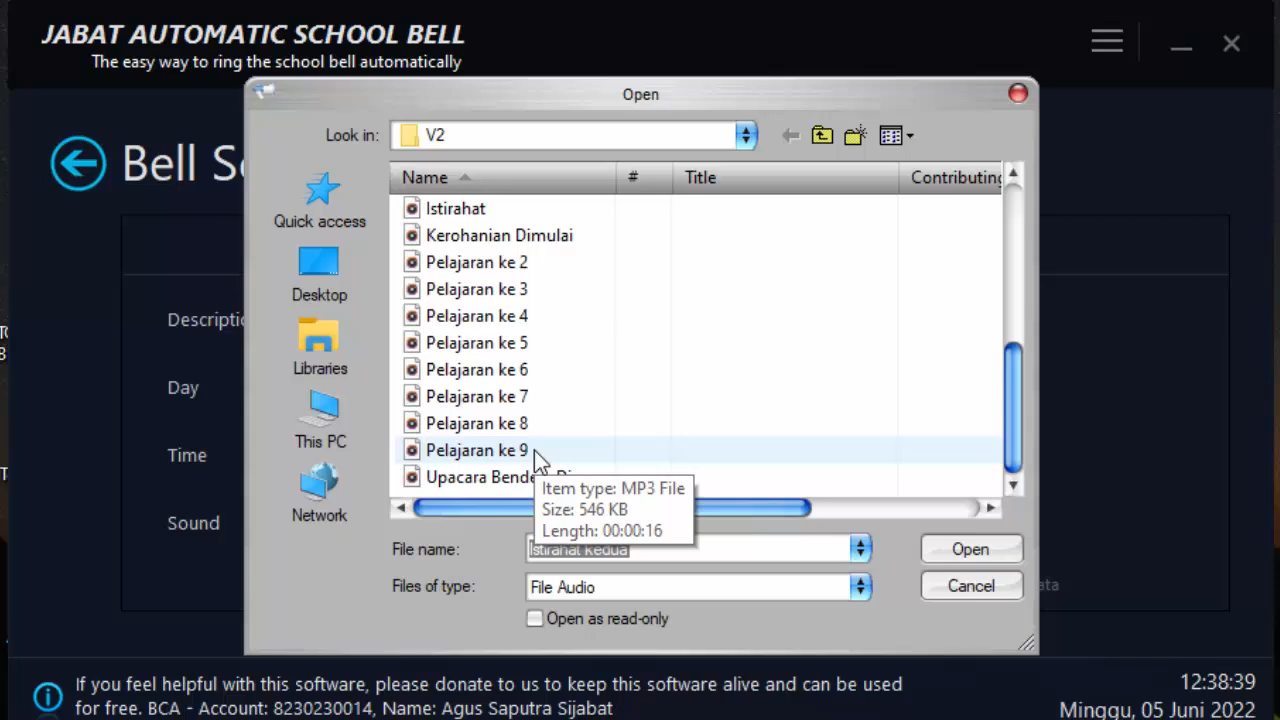 JABAT AUTOMATIC SCHOOL BELL
The easy way to ring the school bell automatically
Open
Look in:
V2
Bell
Name
#
Title
Contributing
Quick access
Desktop
Libraries
This PC
Network
Istirahat
Kerohanian Dimulai
Pelajaran ke 2
Pelajaran ke 3
Pelajaran ke 4
Pelajaran ke 5
Pelajaran ke 6
Pelajaran ke 7
Pelajaran ke 8
Pelajaran ke 9
Upacara
Item type: MP3 File
Size: 546 KB
Length: 00:00:16
Day
Time
Sound
File name:
Istirahat kedua
Open
Files of type:
File Audio
Cancel
Open as read-only
If you feel helpful with this software, please donate to us to keep this software alive and can be used
for free. BCA - Account: 8230230014, Name: Agus Saputra Sijabat
12:38:39
Minggu, 05 Juni 2022